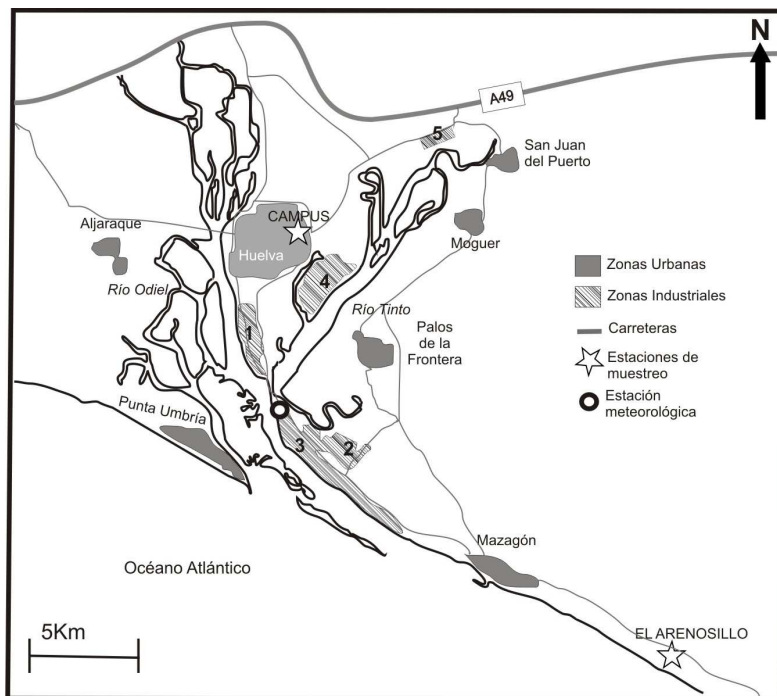 N
A49
5
San Juan
del Puerto
CAMPUS
Aljaraque
Huelva
Moguer
Río Odiel
4
Río Tinto
1
Palos
de la
Frontera
Zonas Urbanas
Zonas Industriales
Carreteras
Estaciones de
muestreo
Estación
meteorológica
Punta Umbría
3
2
Mazagón
Océano Atlántico
5Km
EL ARENOSILLO